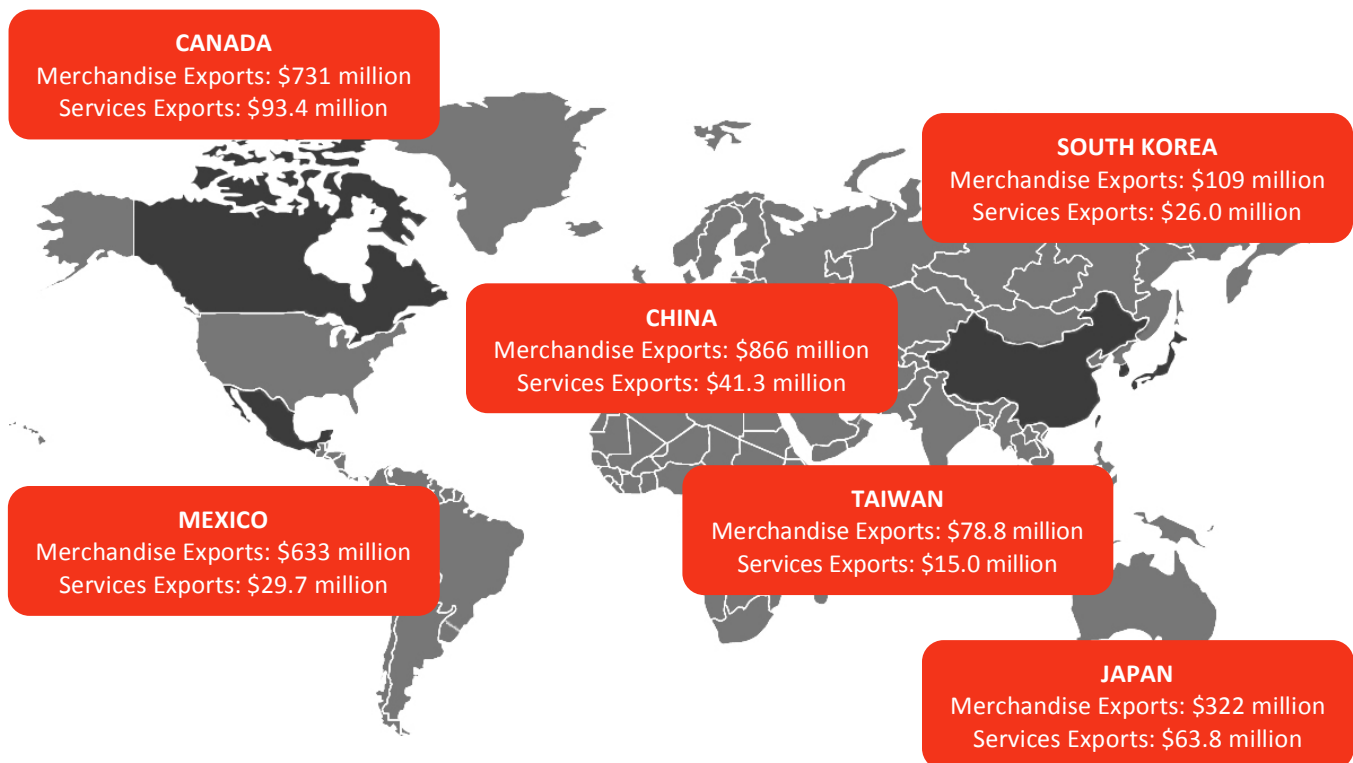 CANADA
Merchandise Exports: $731 million
Services Exports: $93.4 million
SOUTH KOREA
Merchandise Exports: $109 million
Services Exports: $26.0 million
CHINA
Merchandise Exports: $866 million
Services Exports: $41.3 million
MEXICO
Merchandise Exports: $633 million
Services Exports: $29.7 million
TAIWAN
Merchandise Exports: $78.8 million
Services Exports: $15.0 million
JAPAN
Merchandise Exports: $322 million
Services Exports: $63.8 million